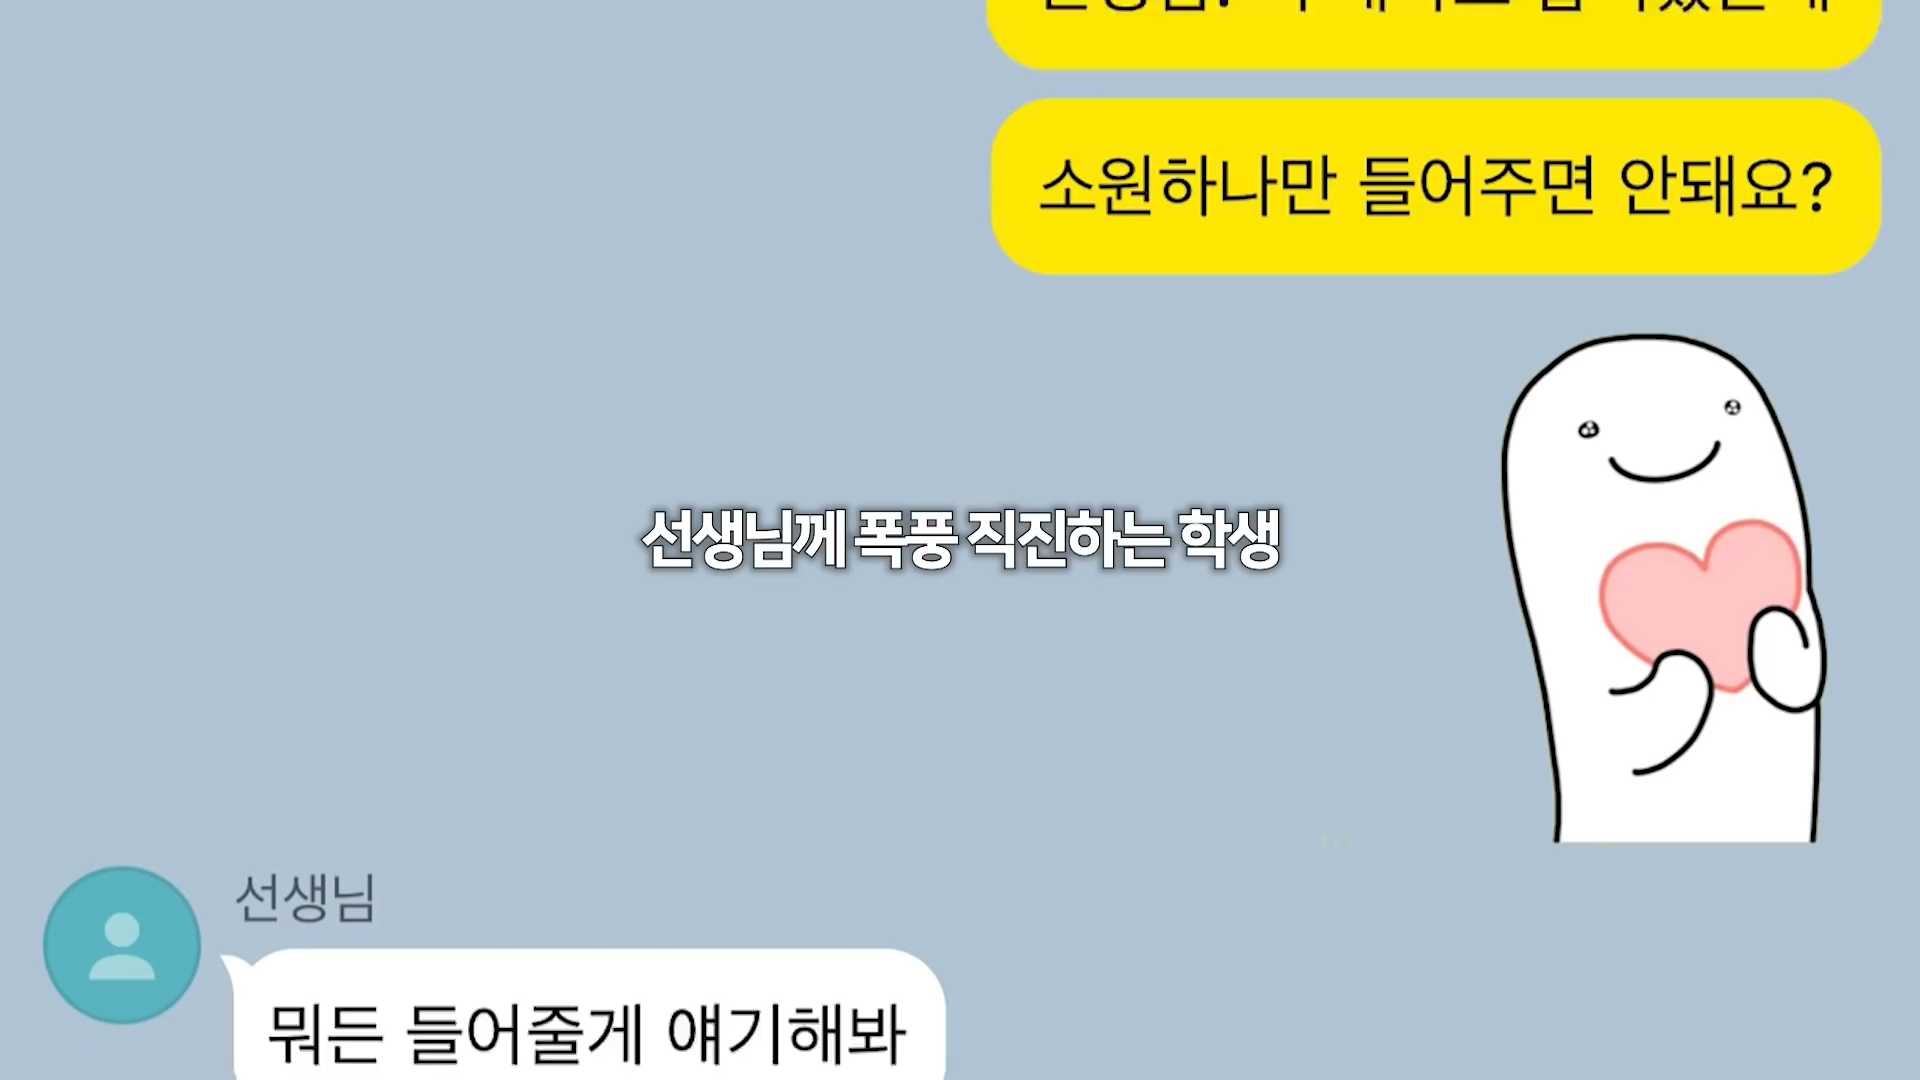 소원하나만 들어주면 안돼요?
선생님께 폭풍 직진하는 학생
선생님
뭐든 들어줄게 얘기해봐